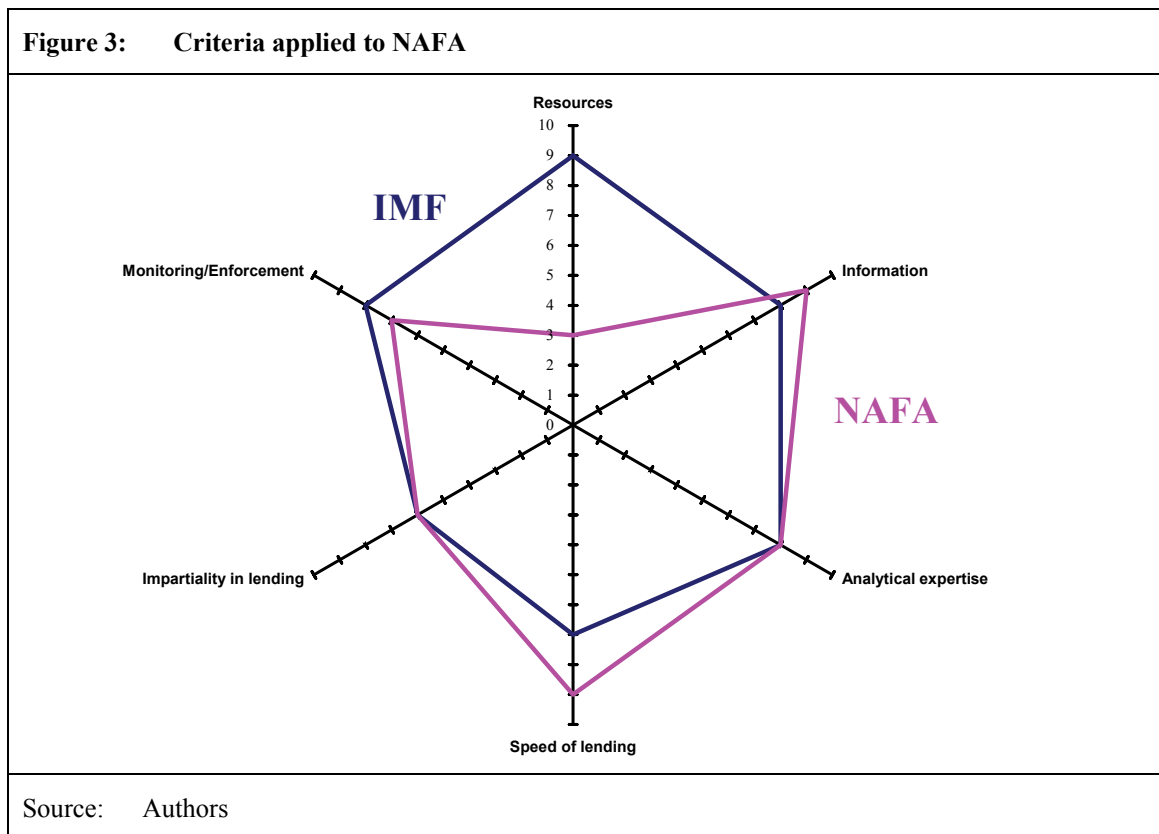 Figure 3: Criteria applied to NAFA
Resources
10
9
IMF
8
7
6
Monitoring/Enforcement
5
Information
4
3
2
NAFA
1
0
Impartiality in lending
Analytical expertise
Speed of lending
Source: Authors